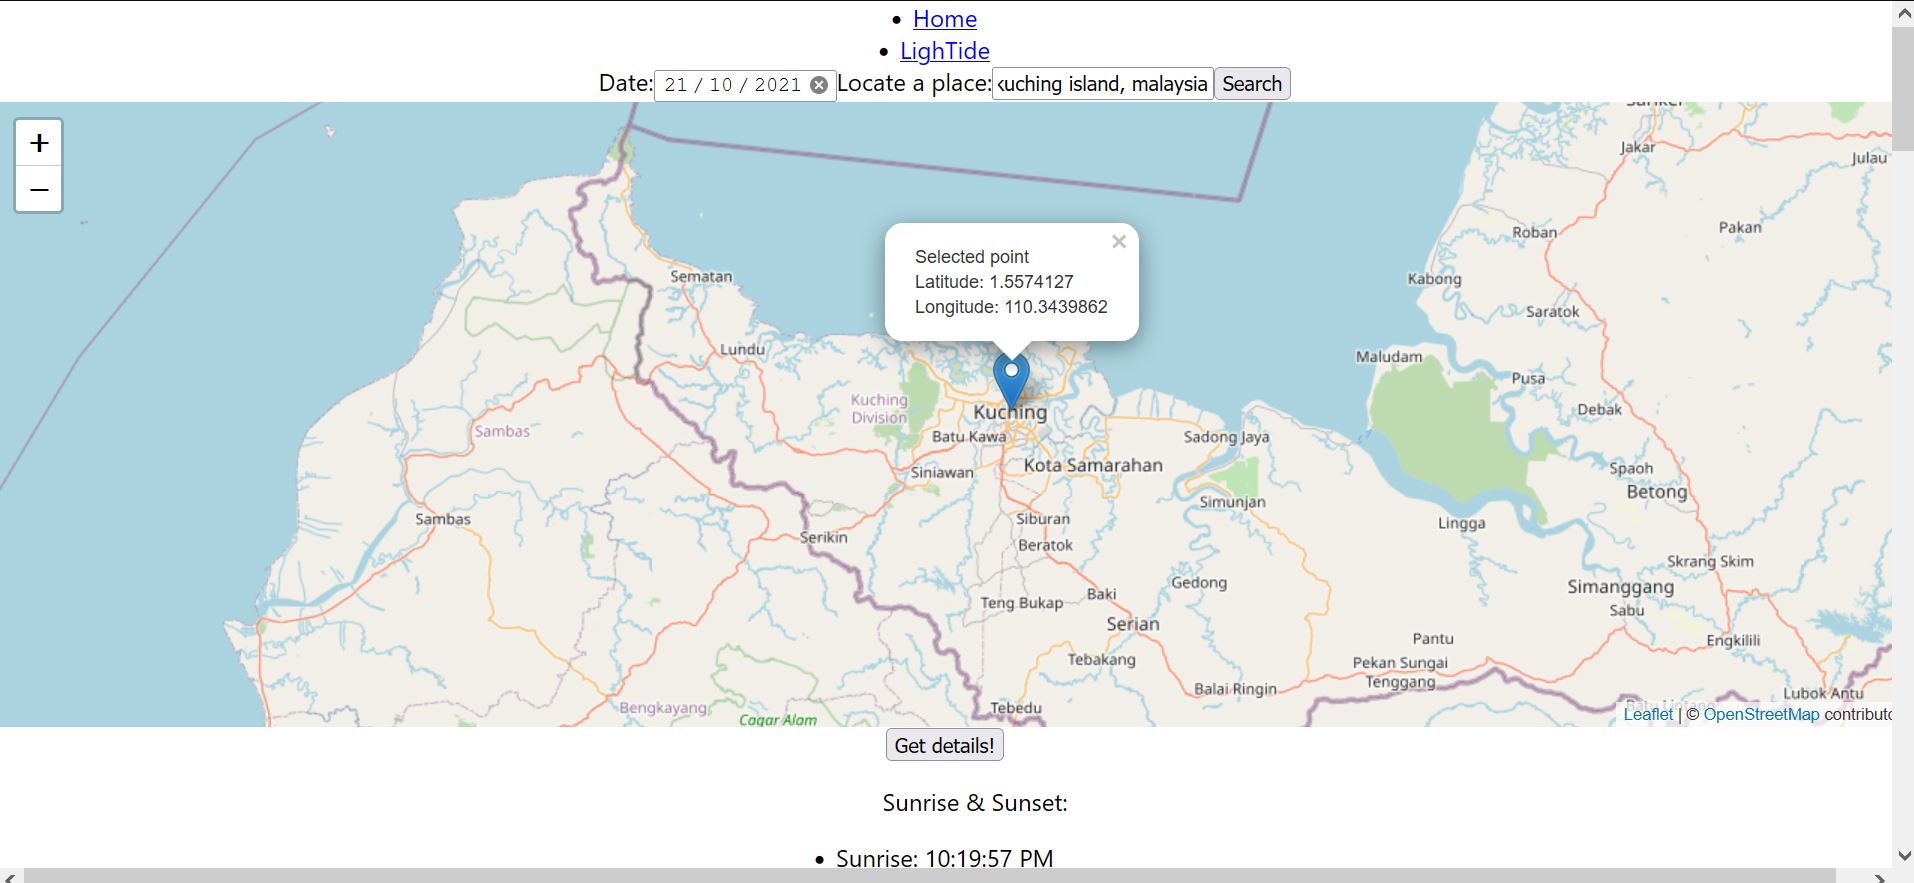 Home
LighTide
Date: 21 / 10 / 2021 Locate a place: kuching island, malaysia Search
+
−
Jakar
Julau
Pakan
Roban
Selected point
Latitude: 1.5574127
Longitude: 110.3439862
Sematan
Kabong
Saratok
Lundu
Maludam
Pusa
Kuching
Division
Kuching
Debak
Sambas
Batu Kawa
Sadong Jaya
Siniawan
Kota Samarahan
Spaoh
Betong
Simunjan
Sambas
Siburan
Lingga
Serikin
Beratok
Skrang Skim
Gedong
Simanggang
Baki
Teng Bukap
Sabu
Serian
Pantu
Engkilili
Tebakang
Pekan Sungai
Tenggang
Balai Ringin
Lubok Antu
Bengkayang
Tebedu
Cagar Alam
Leaflet | © OpenStreetMap contributo
Get details!
Sunrise & Sunset:
Sunrise: 10:19:57 PM